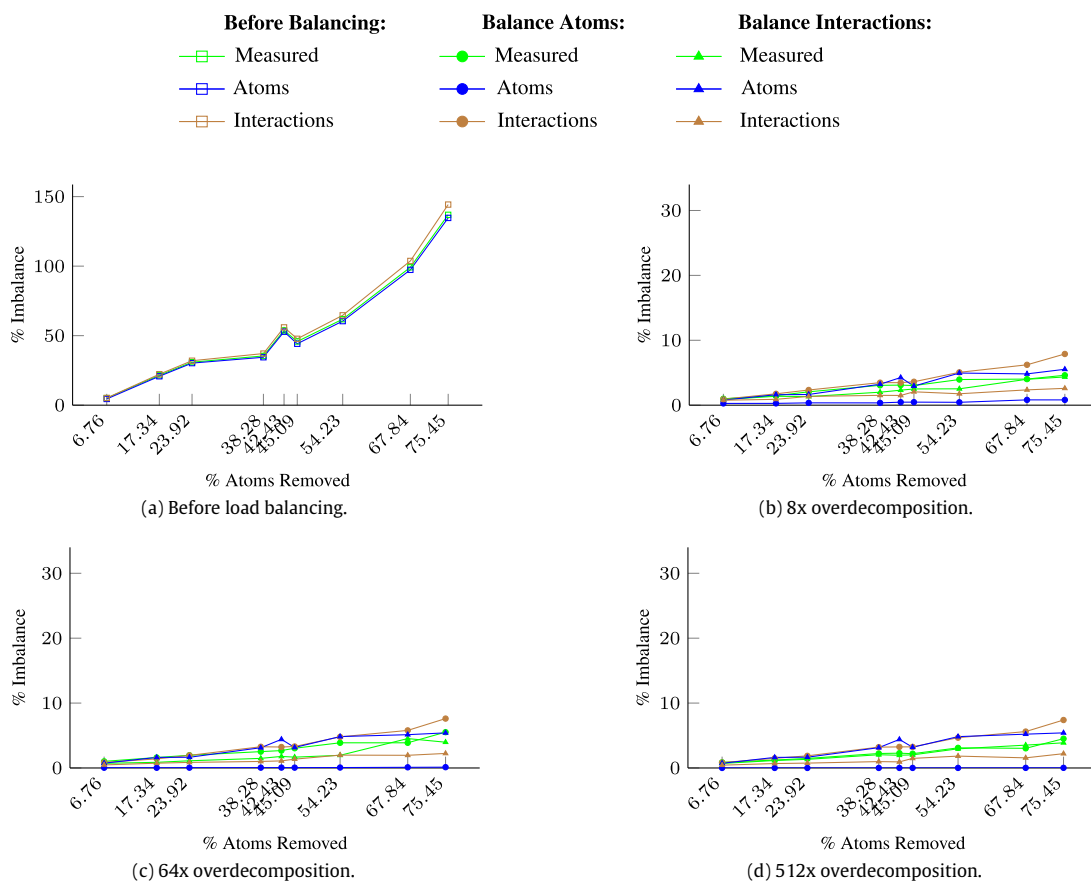 Before Balancing: Balance Atoms: Balance Interactions:
Measured Measured Measured
Atoms Atoms Atoms
Interactions Interactions Interactions
150
100
50
0
% Imbalance
6.76 17.34 23.92 38.28 42.43 45.09 54.23 67.84 75.45
% Atoms Removed
(a) Before load balancing.
30
20
10
0
% Imbalance
6.76 17.34 23.92 38.28 42.43 45.09 54.23 67.84 75.45
% Atoms Removed
(b) 8x overdecomposition.
30
20
10
0
% Imbalance
6.76 17.34 23.92 38.28 42.43 45.09 54.23 67.84 75.45
% Atoms Removed
(c) 64x overdecomposition.
30
20
10
0
% Imbalance
6.76 17.34 23.92 38.28 42.43 45.09 54.23 67.84 75.45
% Atoms Removed
(d) 512x overdecomposition.